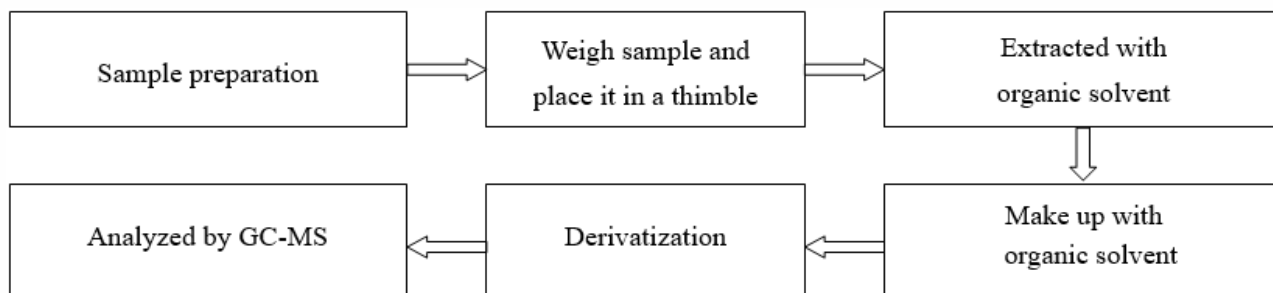 Sample preparation
Weigh sample and
place it in a thimble
Extracted with
organic solvent
Make up with
organic solvent
Derivatization
Analyzed by GC-MS